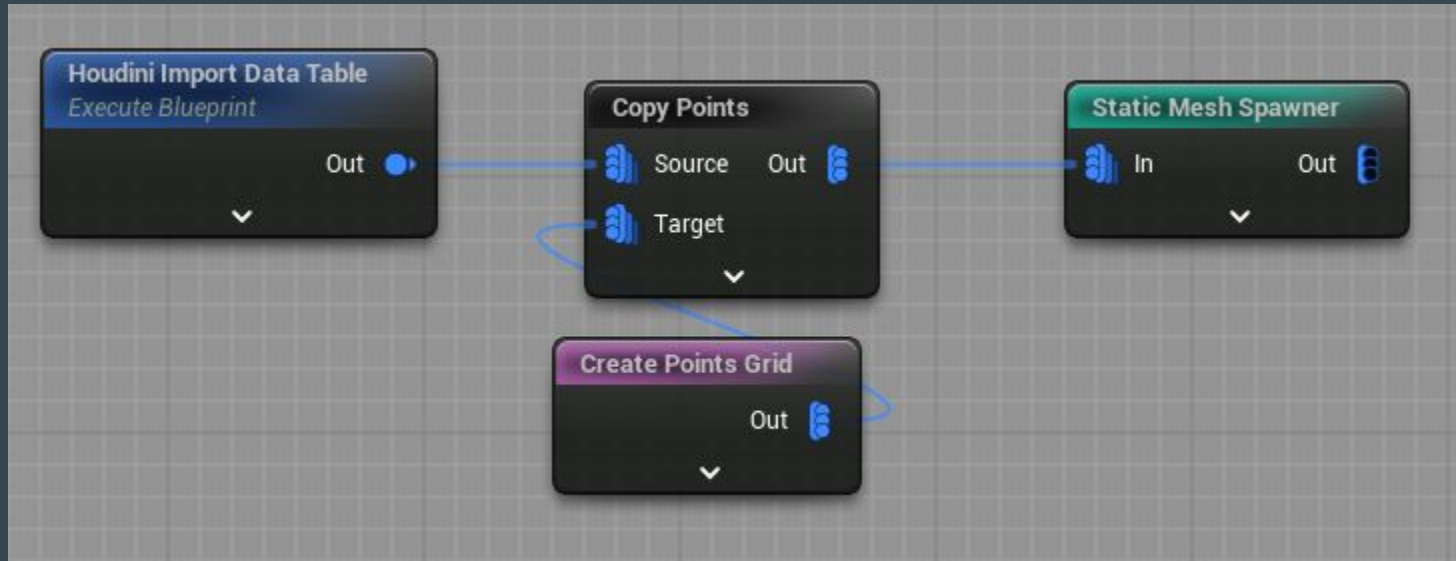 Houdini Import Data Table
Execute Blueprint
Out
Copy Points
Source Out
Target
Static Mesh Spawner
In Out
Create Points Grid
Out